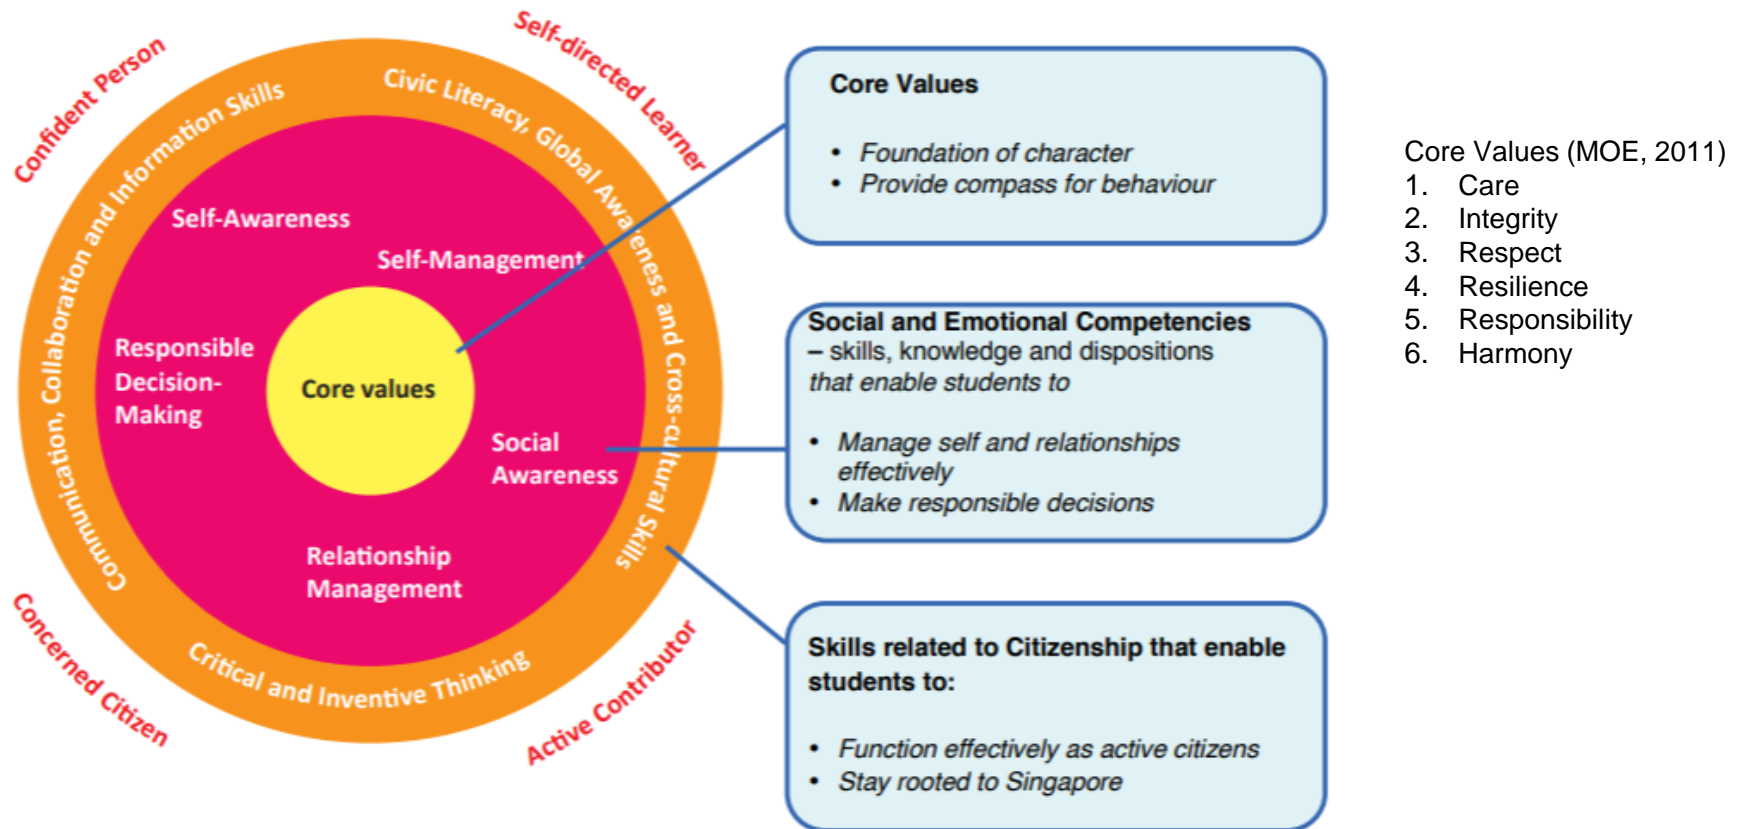 Confident Person
Self-directed Learner
Communication, Collaboration and Information Skills
Civic Literacy, Global Awareness and Cross-cultural Skills
Self-Awareness
Self-Management
Responsible
Decision-
Making
Core values
Social
Awareness
Relationship
Management
Critical and Inventive Thinking
Concerned Citizen
Active Contributor
Core Values
• Foundation of character
• Provide compass for behaviour
Social and Emotional Competencies
– skills, knowledge and dispositions
that enable students to
• Manage self and relationships
effectively
• Make responsible decisions
Skills related to Citizenship that enable
students to:
• Function effectively as active citizens
• Stay rooted to Singapore
Core Values (MOE, 2011)
1. Care
2. Integrity
3. Respect
4. Resilience
5. Responsibility
6. Harmony